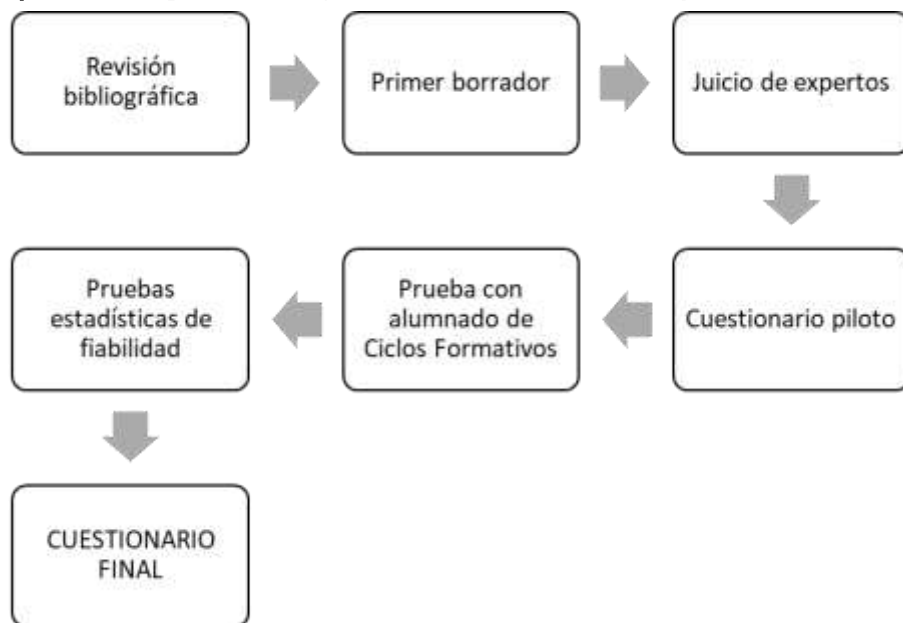 Revisión
bibliográfica
Primer borrador
Juicio de expertos
Cuestionario piloto
Prueba con
alumnado de
Ciclos Formativos
Pruebas
estadísticas de
fiabilidad
CUESTIONARIO
FINAL